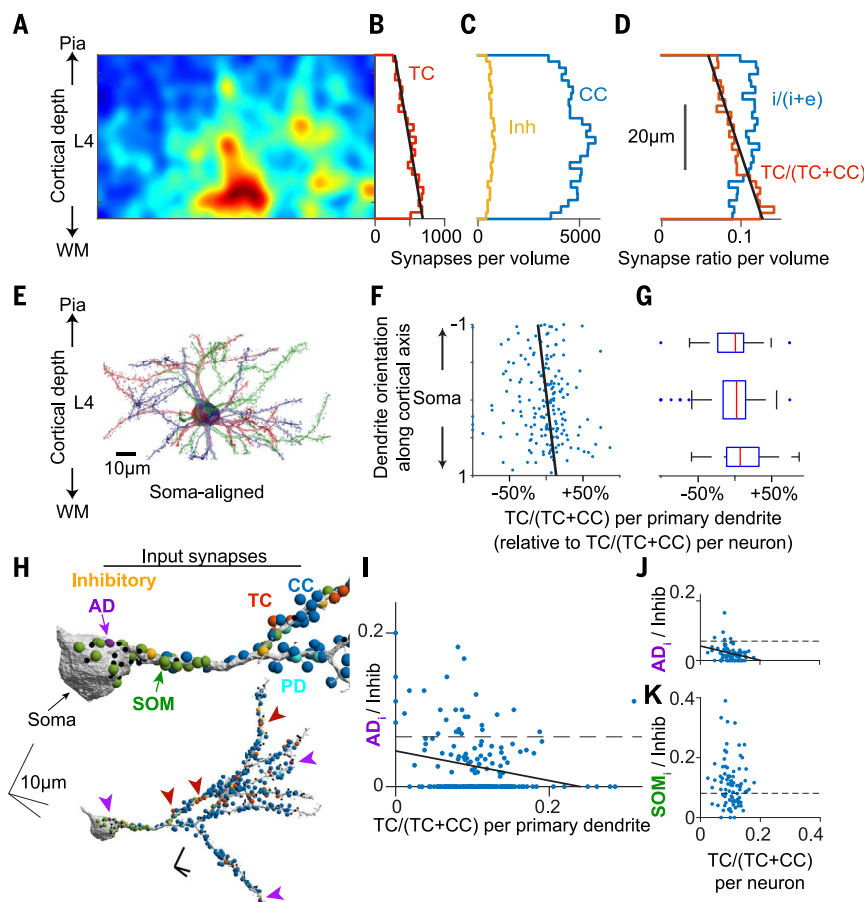 A
B
C
D
Pia
Cortical depth
L4
WM
TC
Inh
CC
i/(i+e)
20μm
TC/(TC+CC)
0
1000
0
5000
0
0.1
Synapses per volume
Synapse ratio per volume
E
F
G
Pia
Cortical depth
L4
WM
10μm
Soma-aligned
Dendrite orientation
along cortical axis
-1
Soma
1
-50%
+50%
-50%
+50%
TC/(TC+CC) per primary dendrite
(relative to TC/(TC+CC) per neuron)
H
Input synapses
Inhibitory
AD
TC
CC
SOM
PD
Soma
10μm
I
0.2
ADi / Inhib
0
0
0.2
TC/(TC+CC) per primary dendrite
J
0.2
ADi / Inhib
0
K
0.4
SOMi / Inhib
0.2
0
0
0.2
0.4
TC/(TC+CC)
per neuron